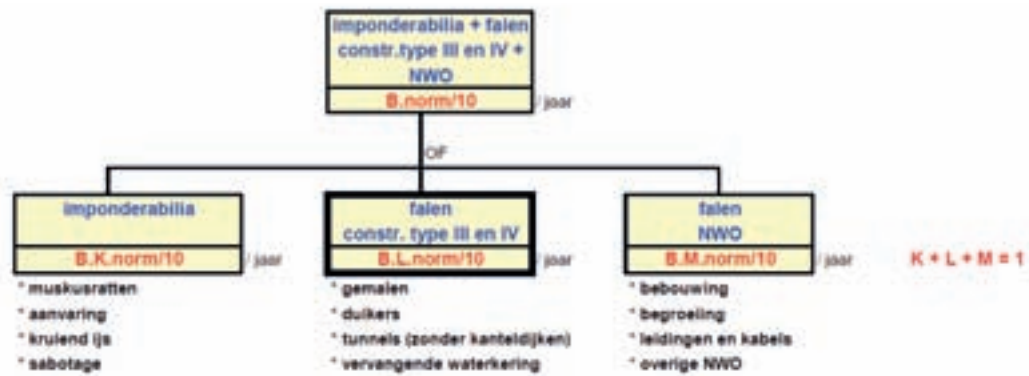 imponderabilia + falen
constr.type III en IV +
NWO
B.norm/10
/ jaar
OF
imponderabilia
B.K.norm/10
/ jaar
falen
constr. type III en IV
B.L.norm/10
/ jaar
falen
NWO
B.M.norm/10
/ jaar
K + L + M = 1
* muskusratten
* aanvaring
* kruiend ijs
* sabotage
* gemalen
* duikers
* tunnels (zonder kanteldijken)
* vervangende waterkering
* bebouwing
* begroeiing
* leidingen en kabels
* overige NWO